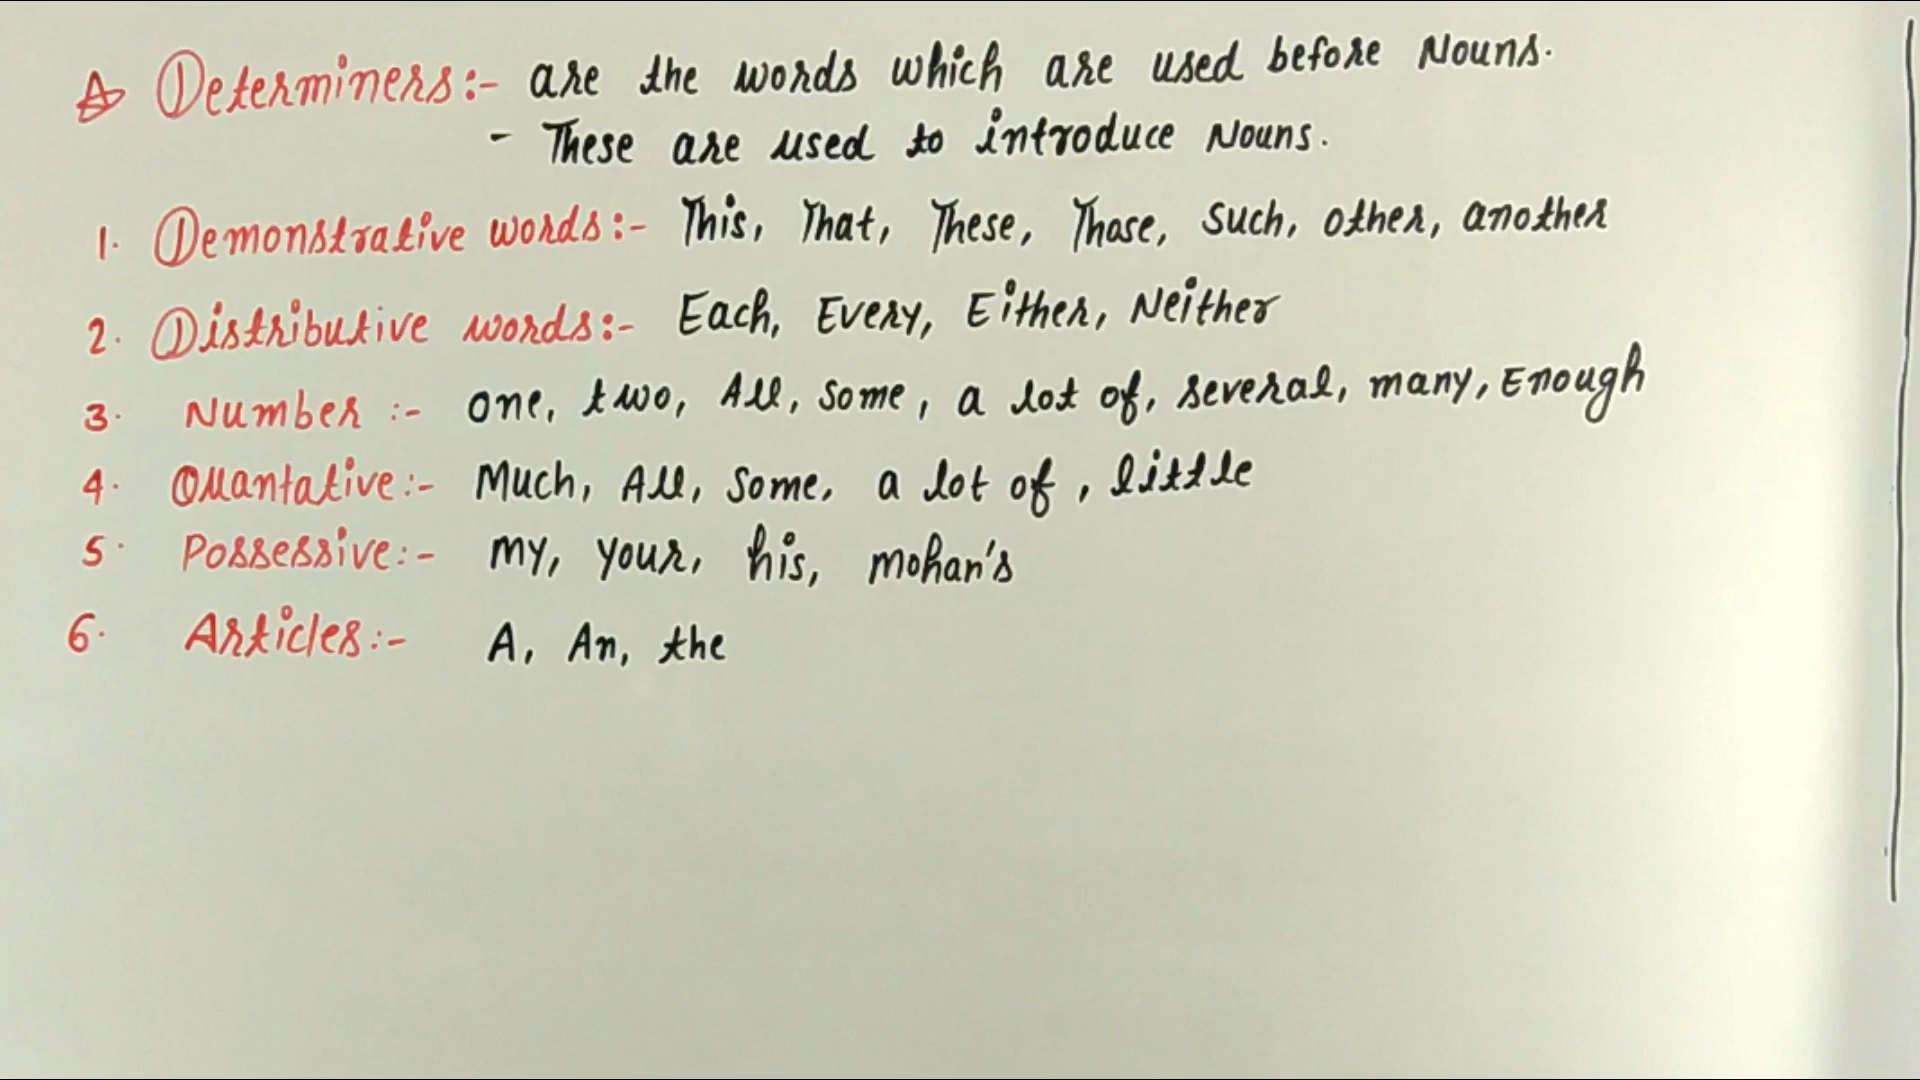 Determiners:- are the words which are used before Nouns.
- These are used to introduce Nouns.
1. Demonstrative words:- This, That, These, Those, Such, other, another
2. Distributive words:- Each, Every, Either, Neither
3. Number :- one, two, All, some, a lot of, several, many, Enough
4. Quantative:- Much, All, Some, a lot of, little
5. Possessive:- my, your, his, mohan's
6. Articles:- A, An, the